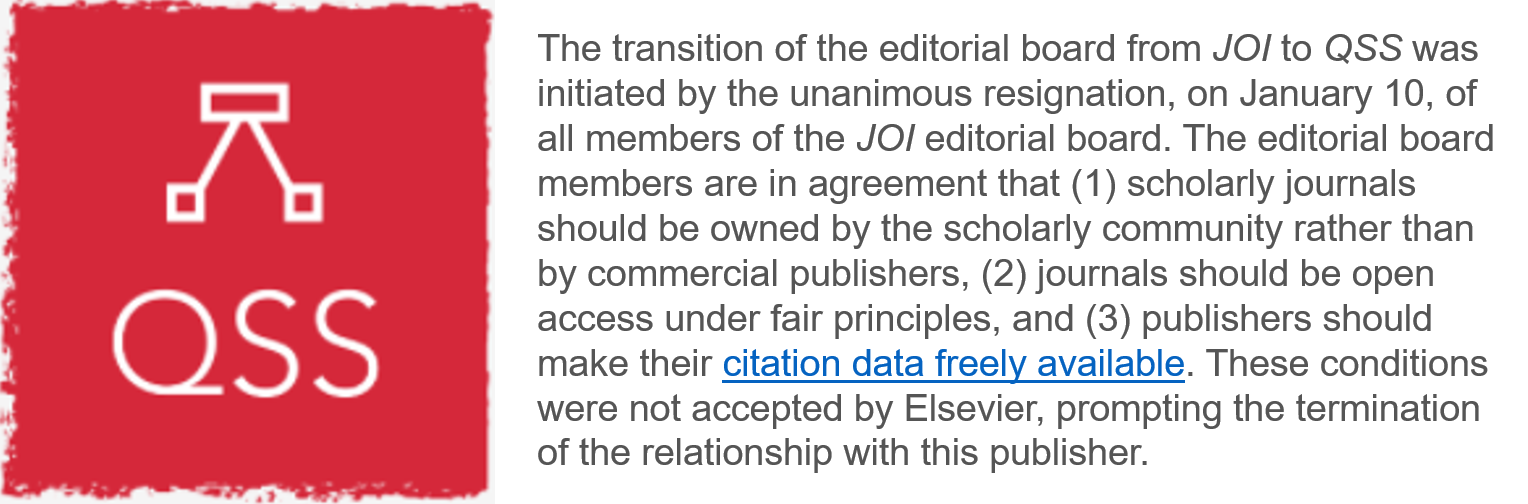 QSS
The transition of the editorial board from JOI to QSS was
initiated by the unanimous resignation, on January 10, of
all members of the JOI editorial board. The editorial board
members are in agreement that (1) scholarly journals
should be owned by the scholarly community rather than
by commercial publishers, (2) journals should be open
access under fair principles, and (3) publishers should
make their citation data freely available. These conditions
were not accepted by Elsevier, prompting the termination
of the relationship with this publisher.